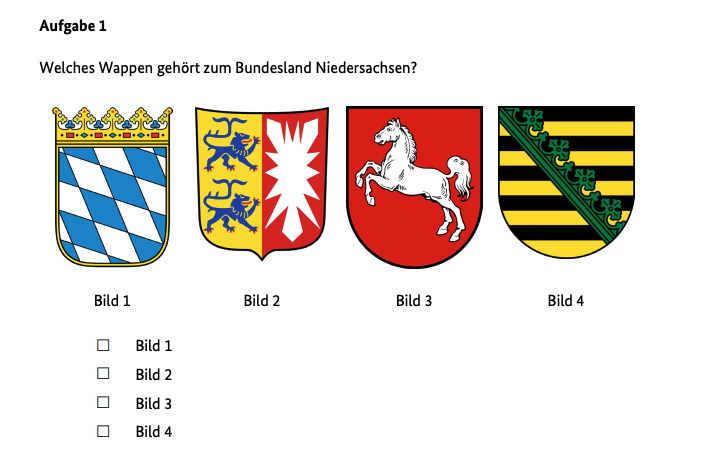 Aufgabe 1
Welches Wappen gehört zum Bundesland Niedersachsen?
Bild 1 Bild 2 Bild 3 Bild 4
Bild 1
Bild 2
Bild 3
Bild 4